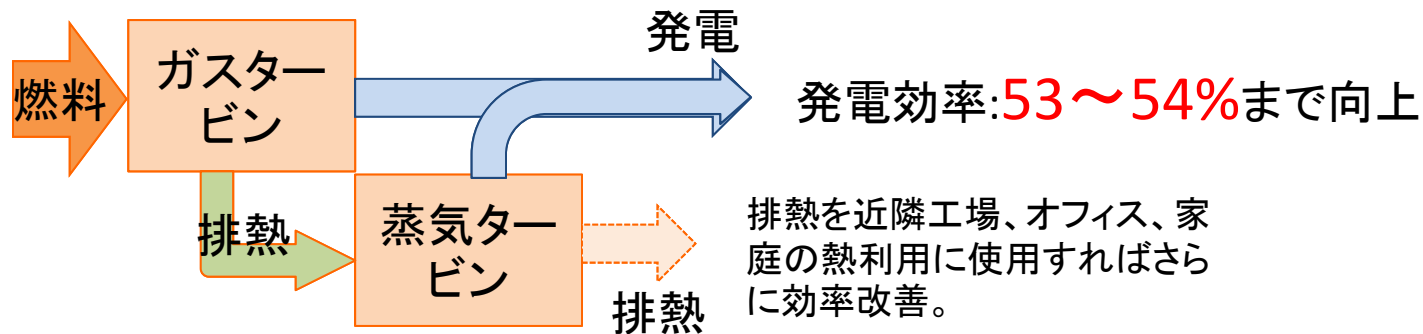 発電
燃料
ガスター
ビン
発電効率:53～54%まで向上
排熱
蒸気ター
ビン
排熱
排熱を近隣工場、オフィス、家
庭の熱利用に使用すればさら
に効率改善。